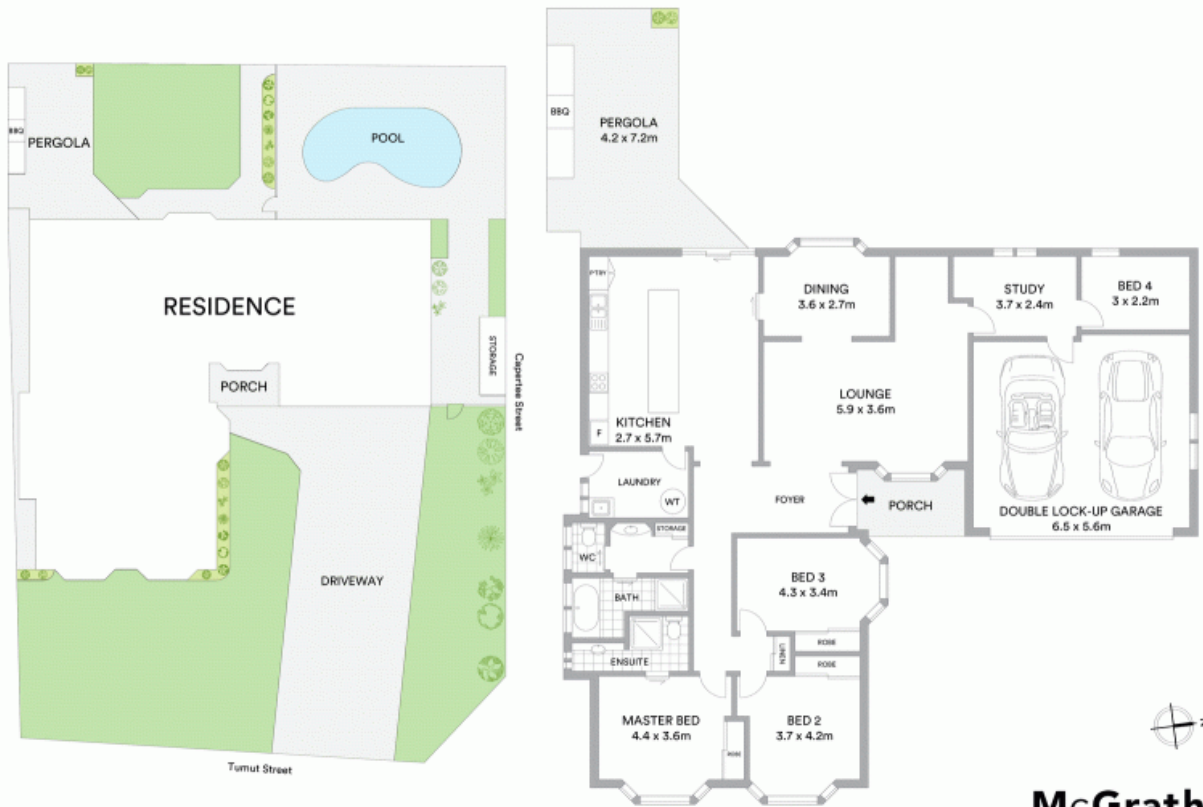 BBQ
PERGOLA
POOL
RESIDENCE
STORAGE
Capertee Street
PORCH
DRIVEWAY
Tumut Street
BBQ
PERGOLA
4.2 x 7.2m
PTRY
DINING
3.6 x 2.7m
STUDY
3.7 x 2.4m
BED 4
3 x 2.2m
LOUNGE
5.9 x 3.6m
KITCHEN
2.7 x 5.7m
F
LAUNDRY
WT
FOYER
PORCH
DOUBLE LOCK-UP GARAGE
6.5 x 5.6m
STORAGE
WC
BATH
BED 3
4.3 x 3.4m
ROBE
LINEN
ROBE
ENSUITE
MASTER BED
4.4 x 3.6m
ROBE
BED 2
3.7 x 4.2m
McGrath